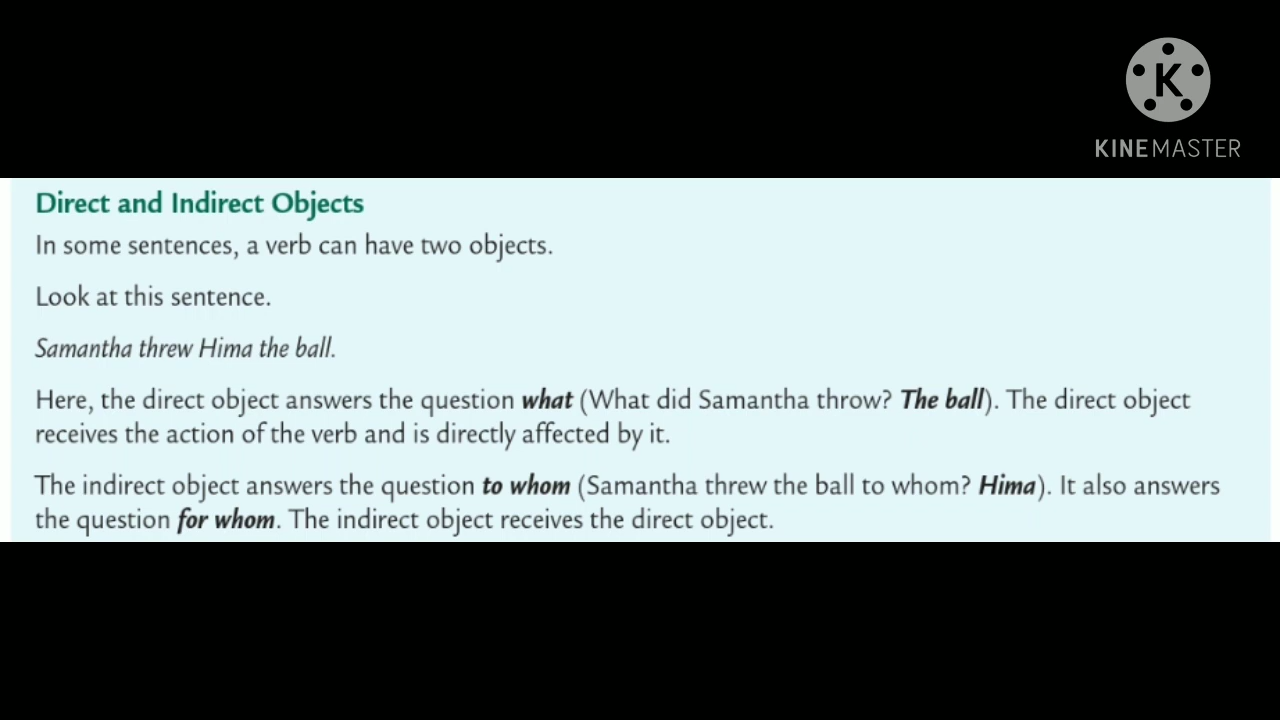 K
KINEMASTER
Direct and Indirect Objects
In some sentences, a verb can have two objects.
Look at this sentence.
Samantha threw Hima the ball.
Here, the direct object answers the question what (What did Samantha throw? The ball). The direct object
receives the action of the verb and is directly affected by it.
The indirect object answers the question to whom (Samantha threw the ball to whom? Hima). It also answers
the question for whom. The indirect object receives the direct object.